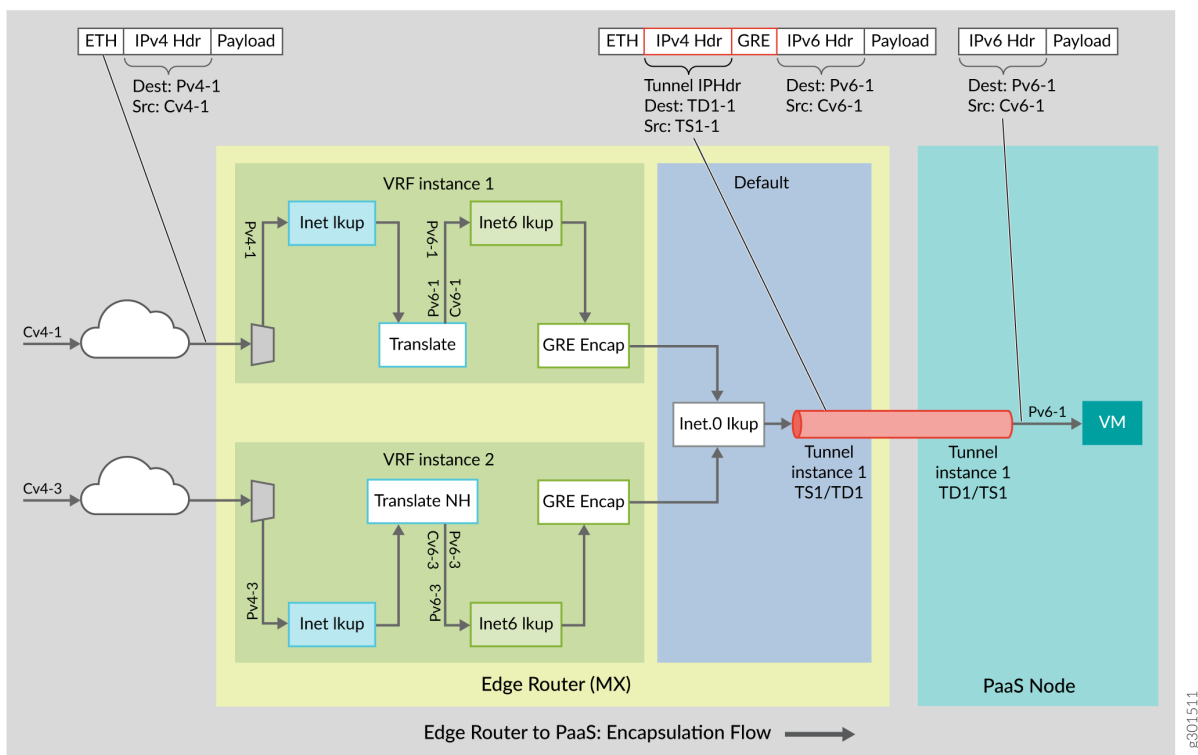 ETH IPv4 Hdr Payload
Dest: Pv4-1
Src: Cv4-1
ETH IPv4 Hdr GRE IPv6 Hdr Payload
Tunnel IPHdr
Dest: TD1-1
Src: TS1-1
Dest: Pv6-1
Src: Cv6-1
IPv6 Hdr Payload
Dest: Pv6-1
Src: Cv6-1
VRF instance 1
Pv4-1
Inet lkup
Pv6-1
Inet6 lkup
Pv6-1
Cv6-1
Cv4-1
Translate
GRE Encap
Default
Inet.0 lkup
Tunnel
instance 1
TS1/TD1
Tunnel
instance 1
TD1/TS1
Pv6-1
VM
VRF instance 2
Cv4-3
Translate NH
GRE Encap
Pv4-3
Cv6-3
Pv6-3
Pv6-3
Inet lkup
Inet6 lkup
Edge Router (MX)
PaaS Node
Edge Router to PaaS: Encapsulation Flow
g301511